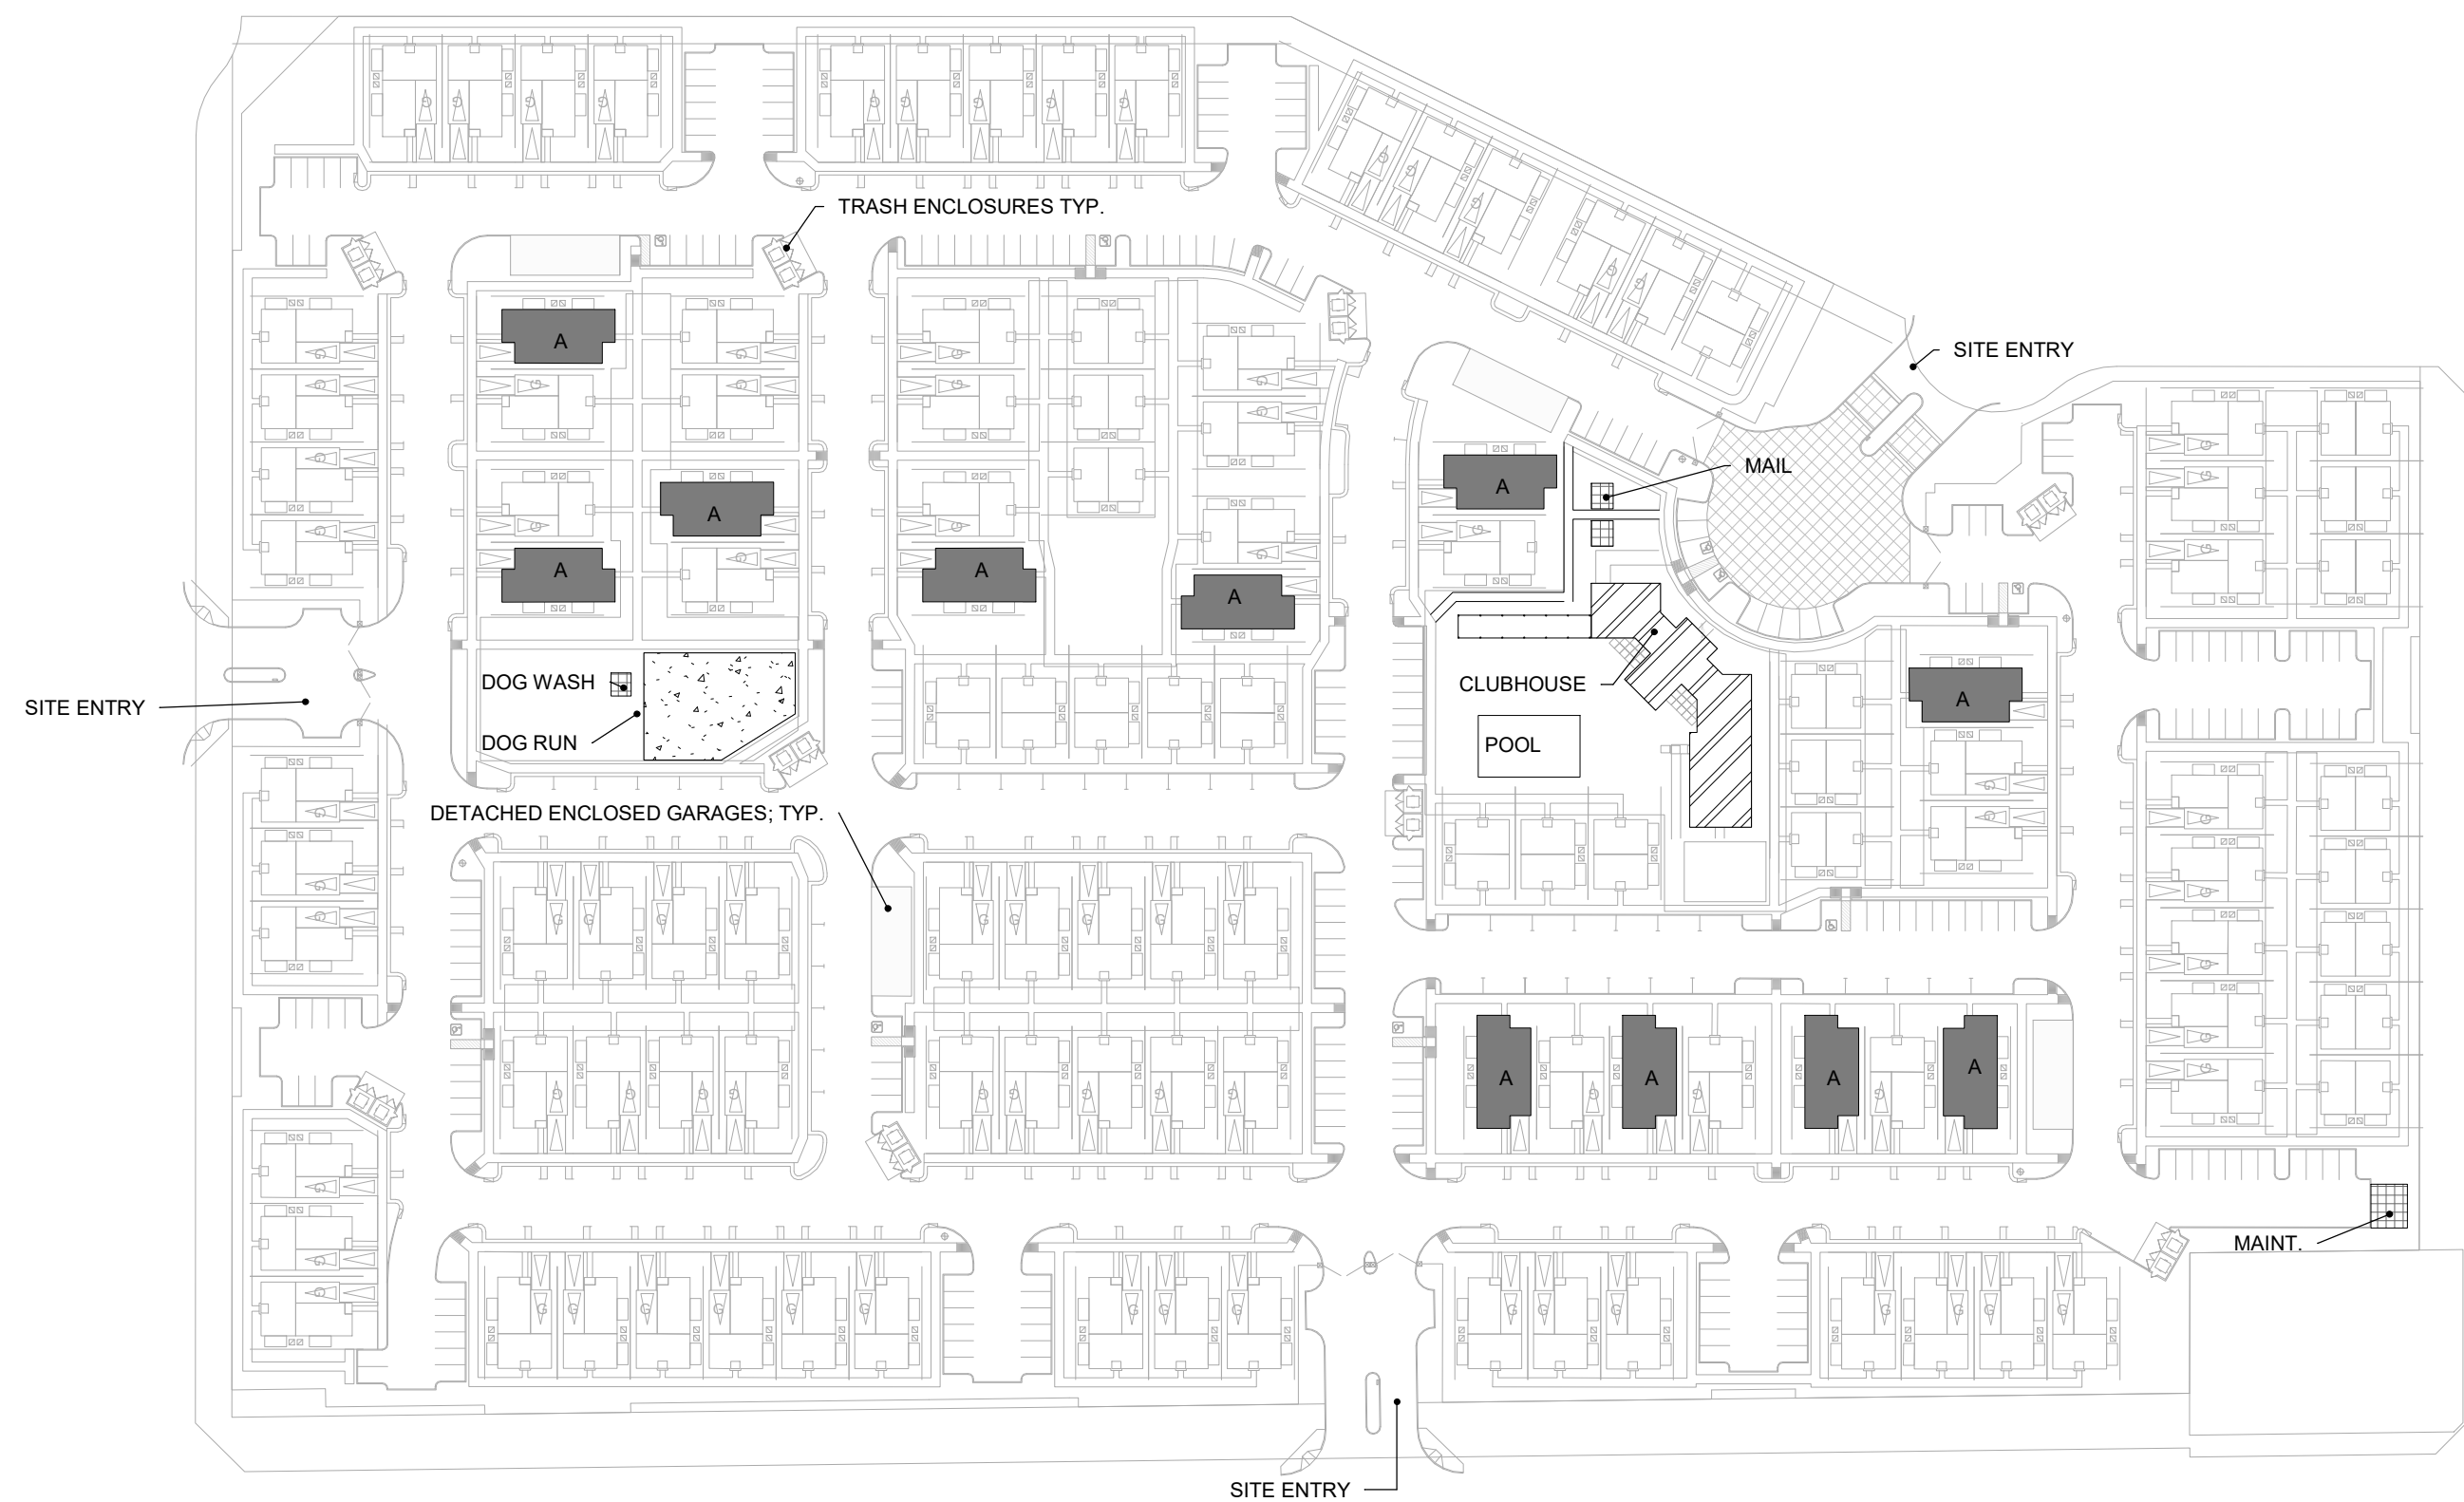 TRASH ENCLOSURES TYP.
A
SITE ENTRY
A
MAIL
A
A
A
A
A
DOG WASH
CLUBHOUSE
A
SITE ENTRY
DOG RUN
POOL
DETACHED ENCLOSED GARAGES; TYP.
A
A
A
A
MAINT.
SITE ENTRY